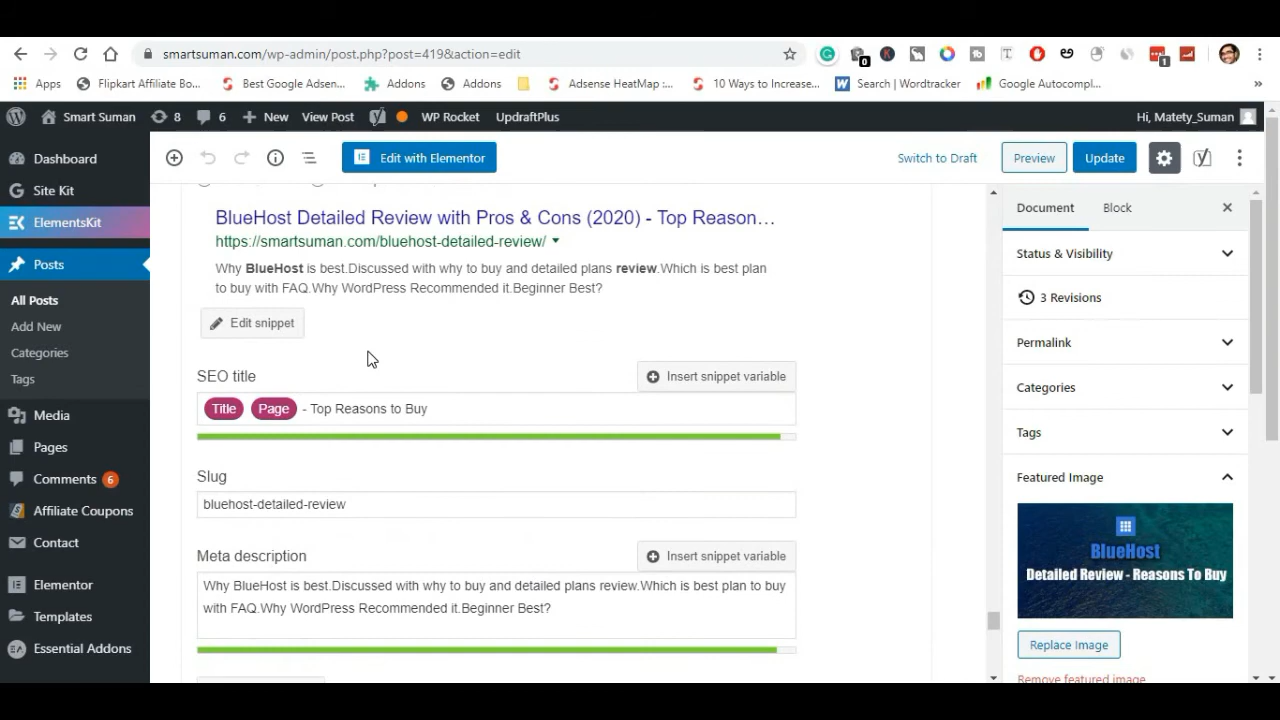 smartsuman.com/wp-admin/post.php?post=419&action=edit
0
1
Apps
Flipkart Affiliate Bo...
Best Google Adsen...
Addons
Addons
Adsense HeatMap :...
10 Ways to Increase...
Search | Wordtracker
Google Autocompl...
»
Smart Suman
8
6
New
View Post
WP Rocket
UpdraftPlus
Hi, Matety_Suman
Dashboard
Site Kit
ElementsKit
Posts
All Posts
Add New
Categories
Tags
Media
Pages
Comments 6
Affiliate Coupons
Contact
Elementor
Templates
Essential Addons
Edit with Elementor
Switch to Draft
Preview
Update
BlueHost Detailed Review with Pros & Cons (2020) - Top Reason...
https://smartsuman.com/bluehost-detailed-review/
Why BlueHost is best.Discussed with why to buy and detailed plans review.Which is best plan
to buy with FAQ.Why WordPress Recommended it.Beginner Best?
Edit snippet
SEO title
Insert snippet variable
Title Page - Top Reasons to Buy
Slug
bluehost-detailed-review
Meta description
Insert snippet variable
Why BlueHost is best.Discussed with why to buy and detailed plans review.Which is best plan to buy
with FAQ.Why WordPress Recommended it.Beginner Best?
Document
Block
Status & Visibility
3 Revisions
Permalink
Categories
Tags
Featured Image
BlueHost
Detailed Review - Reasons To Buy
Replace Image
Remove featured image